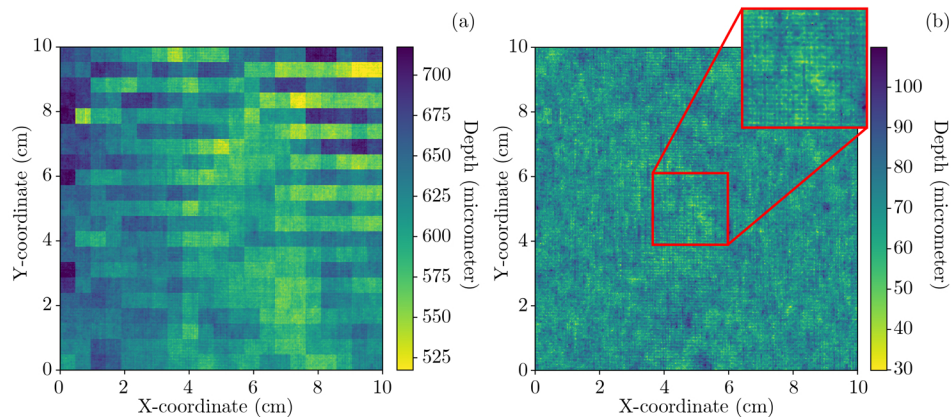 (a)
10
8
6
4
2
0
Y-coordinate (cm)
0 2 4 6 8 10
X-coordinate (cm)
700
675
650
625
600
575
550
525
Depth (micrometer)
(b)
10
8
6
4
2
0
Y-coordinate (cm)
0 2 4 6 8 10
X-coordinate (cm)
100
90
80
70
60
50
40
30
Depth (micrometer)